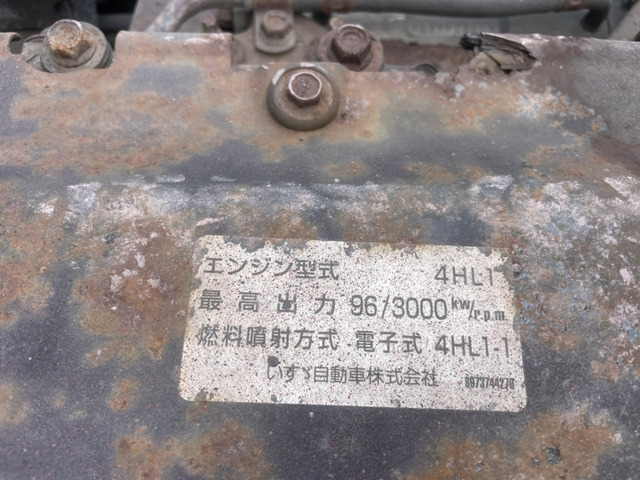 エンジン型式 4HL1
最高出力 96/3000 kw/r.p.m.
燃料噴射方式 電子式 4HL1-1
いすゞ自動車株式会社 8973744270